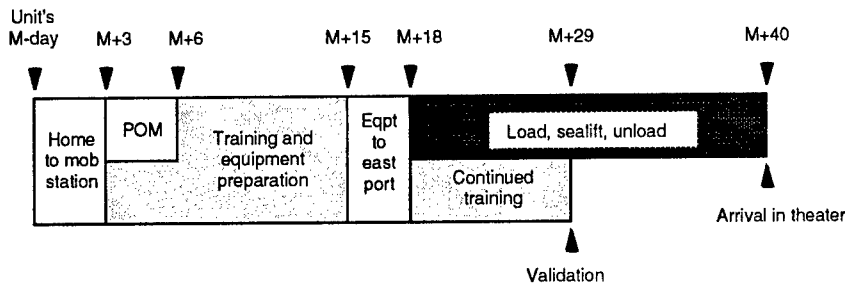 Unit's
M-day
M+3
M+6
M+15
M+18
M+29
M+40
Home
to mob
station
POM
Training and
equipment
preparation
Eqpt
to
east
port
Load, sealift, unload
Continued
training
Arrival in theater
Validation